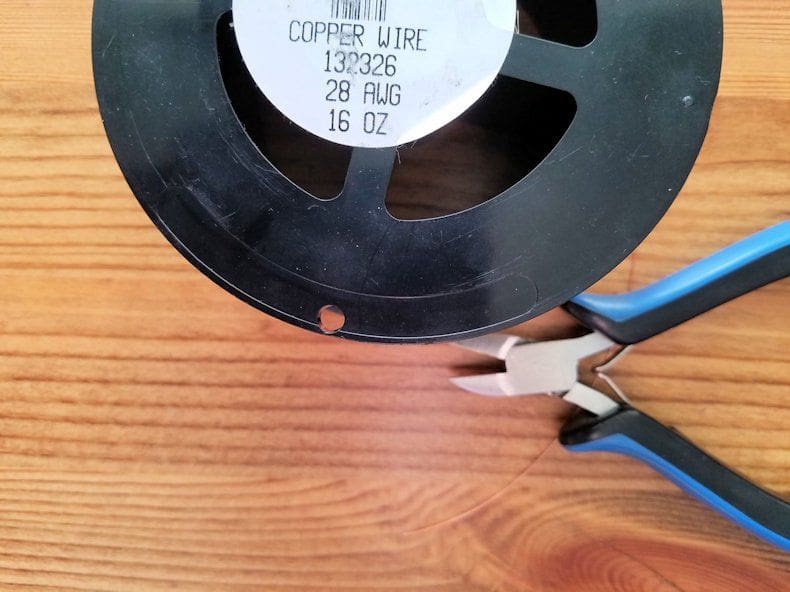 COPPER WIRE
132326
28 AWG
16 OZ